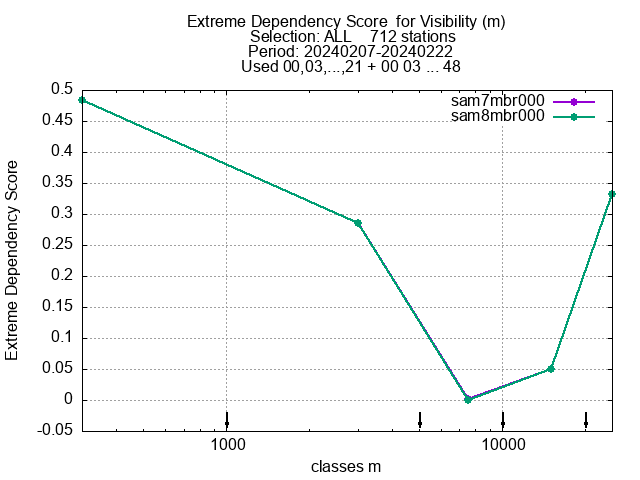 Extreme Dependency Score  for Visibility (m)
Selection: ALL    712 stations
Period: 20240207-20240222
Used 00,03,...,21 + 00 03 ... 48
sam7mbr000
sam8mbr000
0.5
0.45
0.4
0.35
0.3
0.25
0.2
0.15
0.1
0.05
0
-0.05
Extreme Dependency Score
1000
10000
classes m